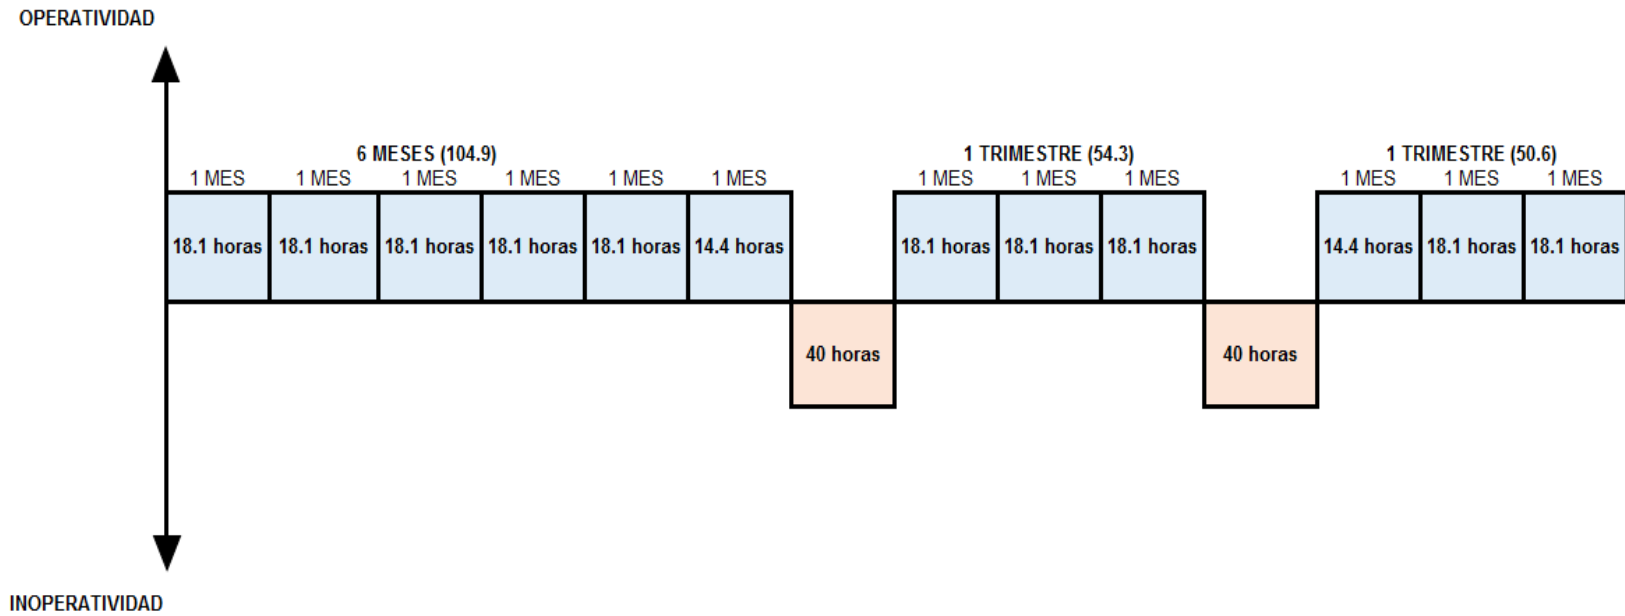 OPERATIVIDAD
6 MESES (104.9)
1 TRIMESTRE (54.3)
1 TRIMESTRE (50.6)
1 MES 1 MES 1 MES 1 MES 1 MES 1 MES 1 MES 1 MES 1 MES 1 MES 1 MES 1 MES
18.1 horas 18.1 horas 18.1 horas 18.1 horas 18.1 horas 14.4 horas 18.1 horas 18.1 horas 18.1 horas 14.4 horas 18.1 horas 18.1 horas
40 horas 40 horas
INOPERATIVIDAD